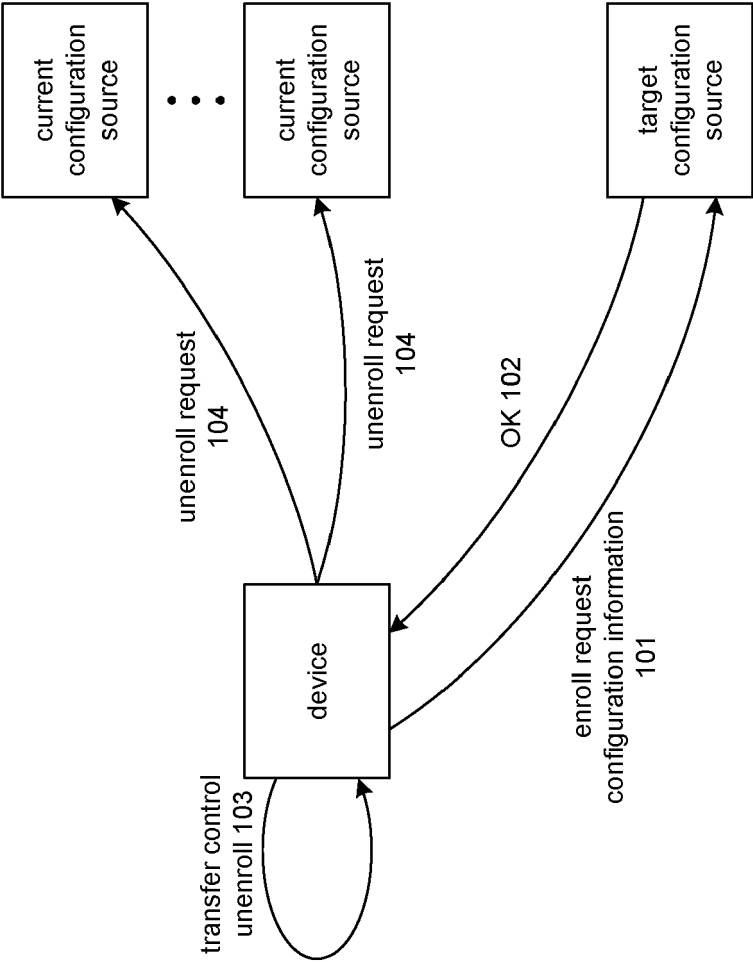 current
configuration
source
current
configuration
source
target
configuration
source
unenroll request
104
unenroll request
104
OK 102
enroll request
configuration information
101
device
transfer control
unenroll 103